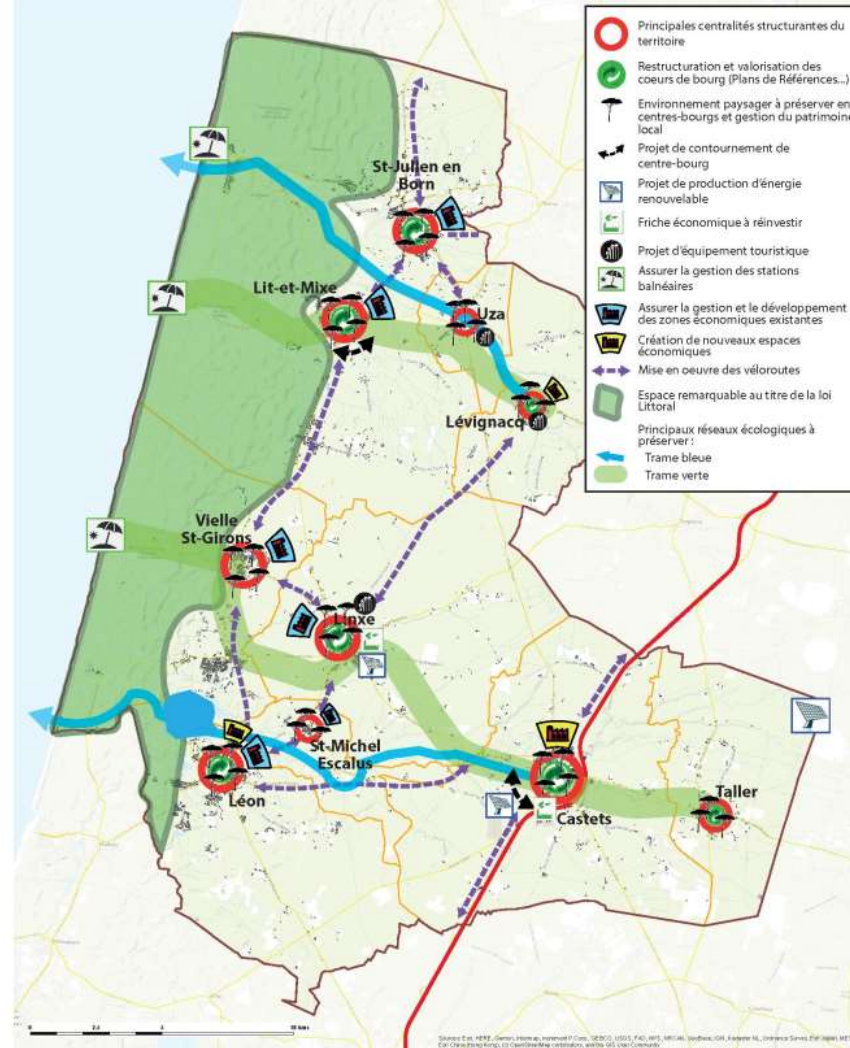 Principales centralités structurantes du
territoire
Restructuration et valorisation des
coeurs de bourg (Plans de Références...)
Environnement paysager à préserver en
centres-bourgs et gestion du patrimoine
local
Projet de contournement de
centre-bourg
Projet de production d'énergie
renouvelable
Friche économique à réinvestir
Projet d'équipement touristique
Assurer la gestion des stations
balnéaires
Assurer la gestion et le développement
des zones économiques existantes
Création de nouveaux espaces
économiques
Mise en oeuvre des véloroutes
Espace remarquable au titre de la loi
Littoral
Principaux réseaux écologiques à
préserver :
Trame bleue
Trame verte
St-Julien en
Born
Lit-et-Mixe
Uza
Lévignacq
Vielle
St-Girons
Linxe
St-Michel
Escalus
Léon
Castets
Taller